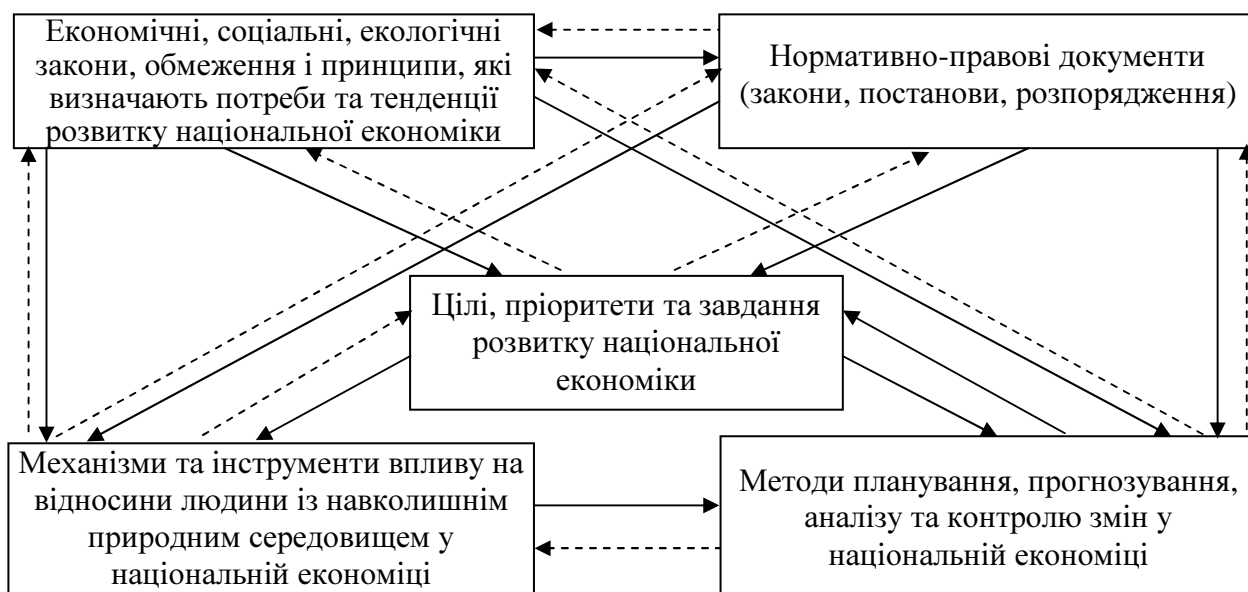 Економічні, соціальні, екологічні
закони, обмеження і принципи, які
визначають потреби та тенденції
розвитку національної економіки
Нормативно-правові документи
(закони, постанови, розпорядження)
Цілі, пріоритети та завдання
розвитку національної
економіки
Механізми та інструменти впливу на
відносини людини із навколишнім
природним середовищем у
національній економіці
Методи планування, прогнозування,
аналізу та контролю змін у
національній економіці